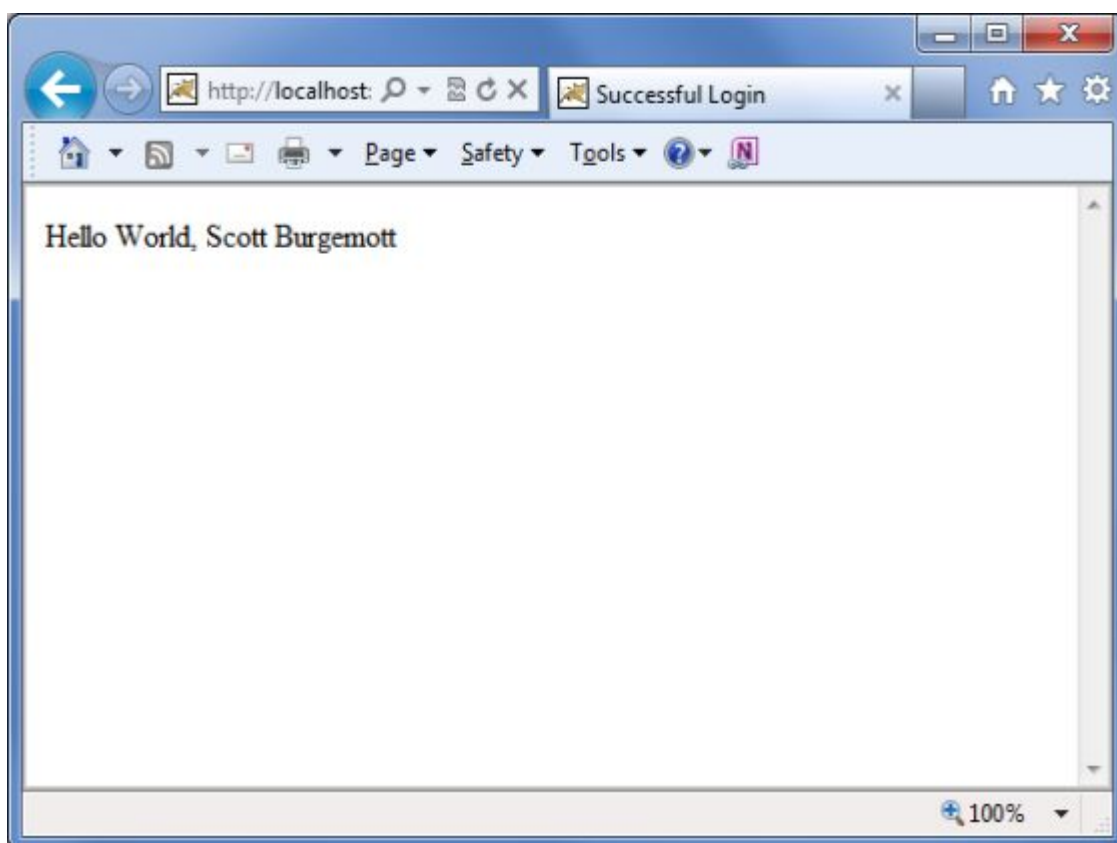 http://localhost:
Successful Login
Page Safety Tools
Hello World, Scott Burgemott
100%